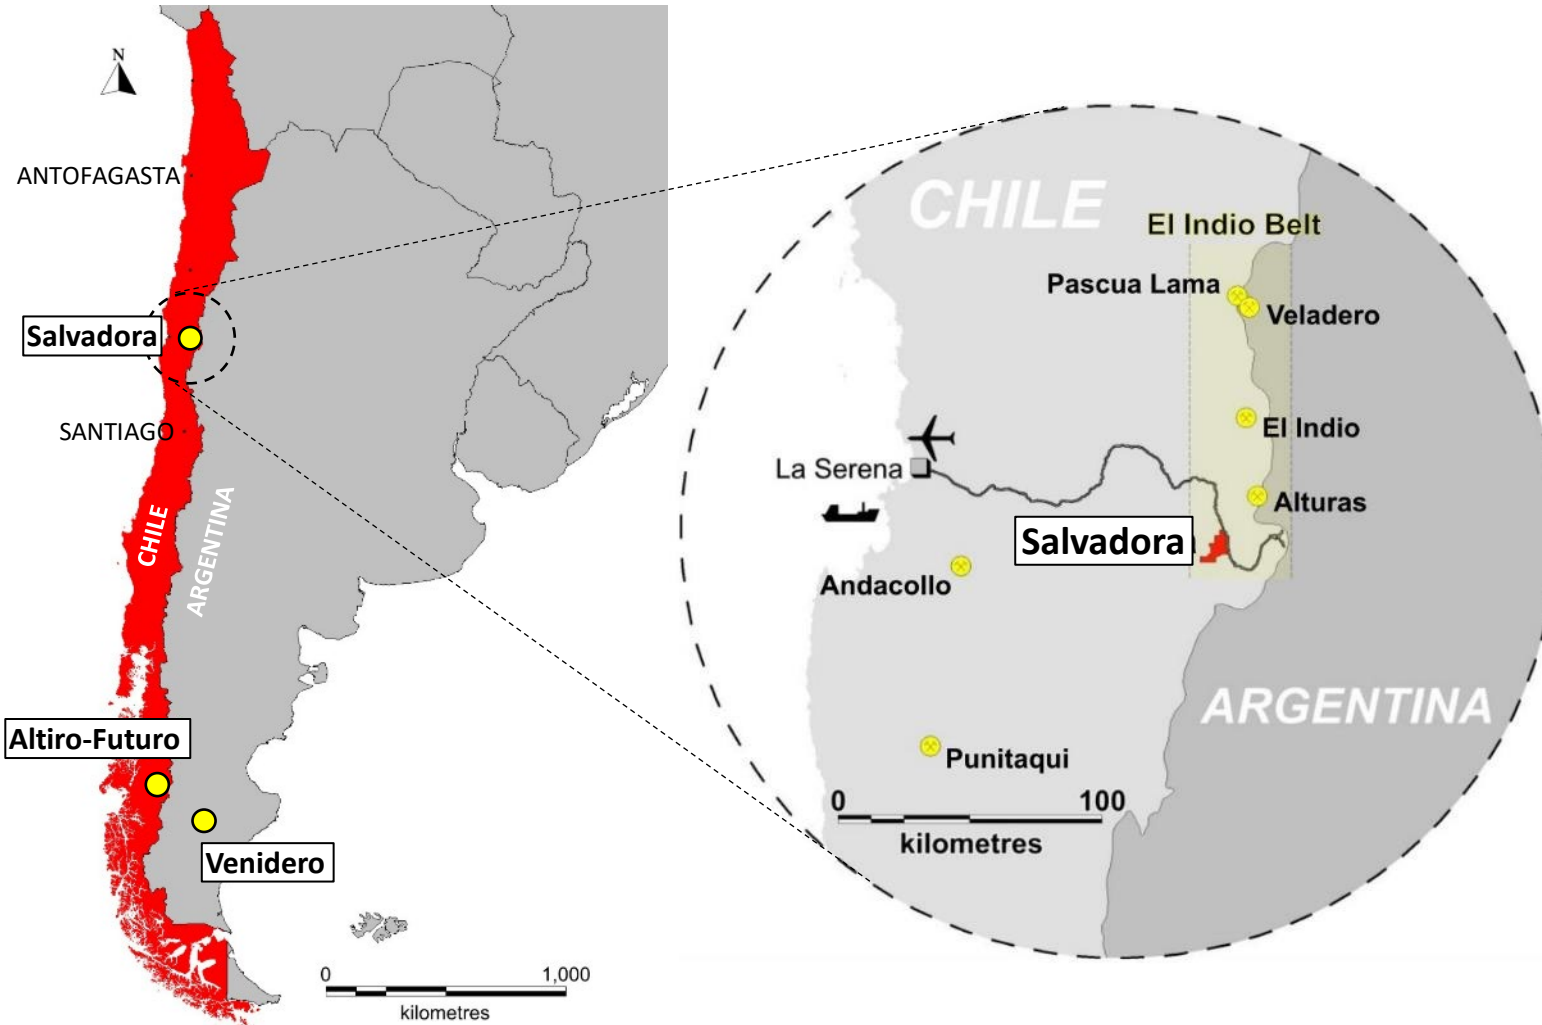 N
ANTOFAGASTA
Salvadora
SANTIAGO
CHILE
ARGENTINA
Altiro-Futuro
Venidero
0 1,000
kilometres
CHILE
El Indio Belt
Pascua Lama
Veladero
El Indio
La Serena
Alturas
Salvadora
Andacollo
ARGENTINA
Punitaqui
0 100
kilometres